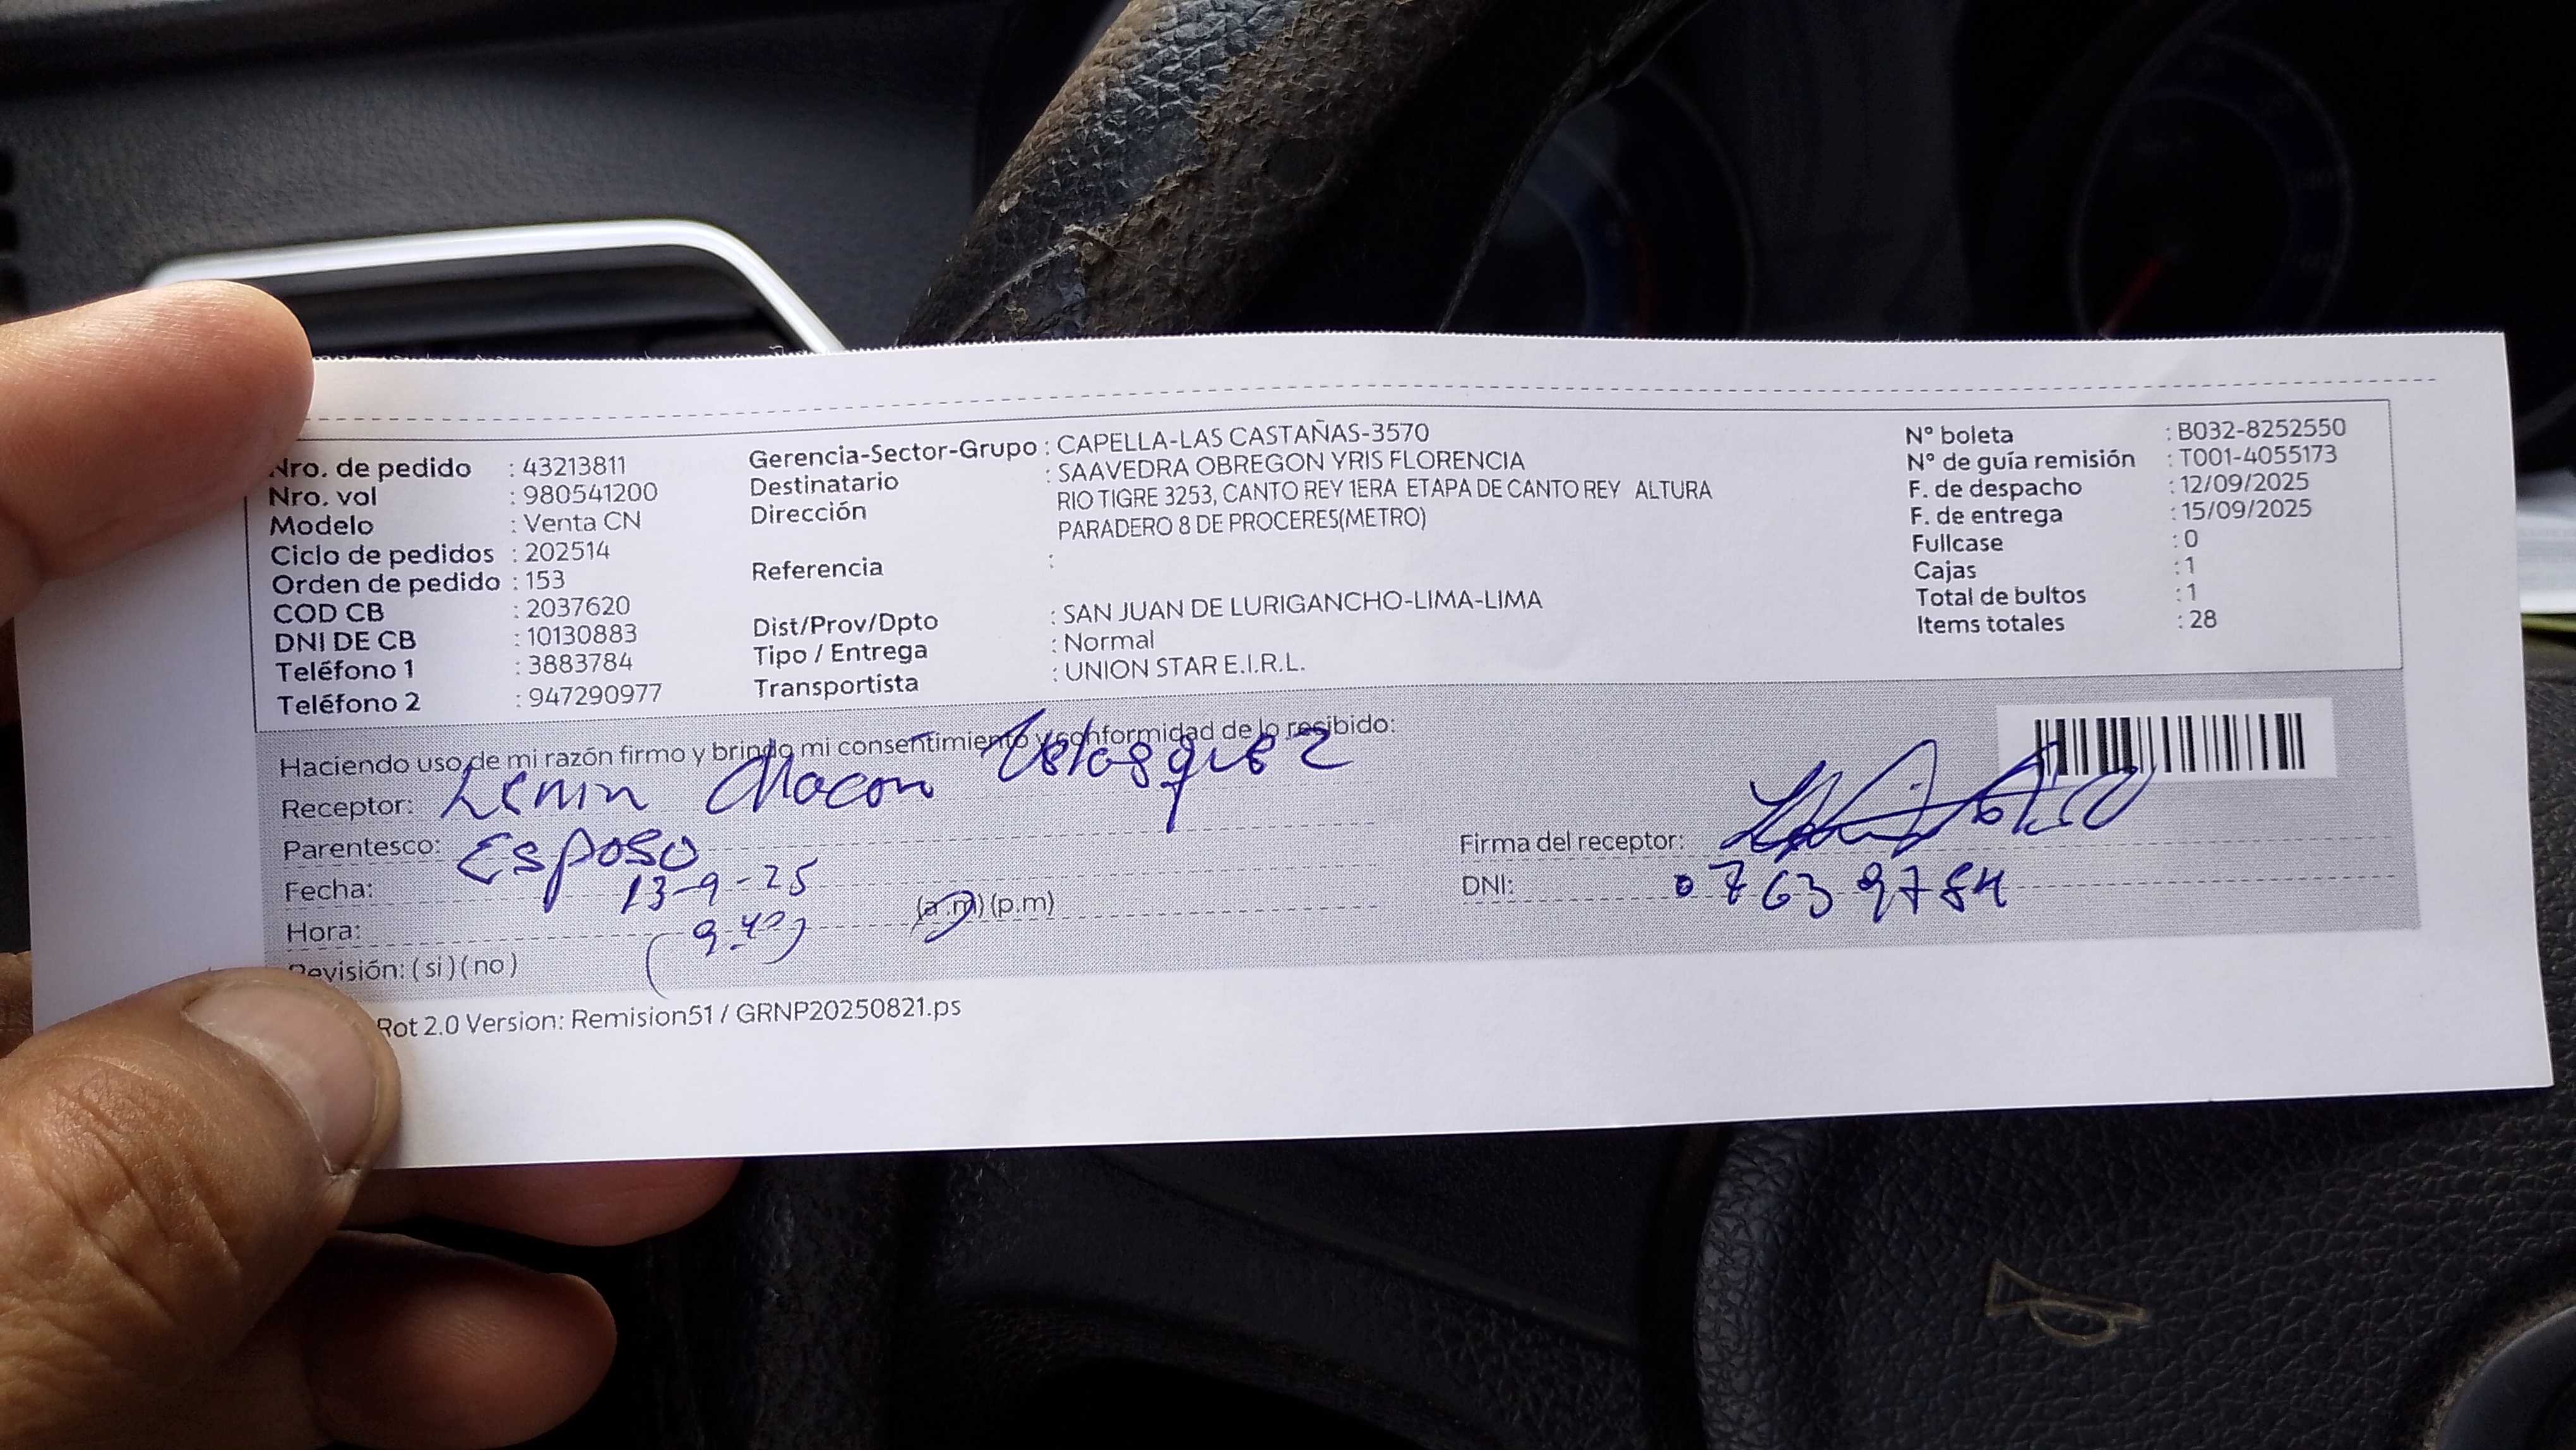 Nro. de pedido : 43213811
Nro. vol : 980541200
Modelo : Venta CN
Ciclo de pedidos : 202514
Orden de pedido : 153
COD CB : 2037620
DNI DE CB : 10130883
Teléfono 1 : 3883784
Teléfono 2 : 947290977
Gerencia-Sector-Grupo : CAPELLA-LAS CASTAÑAS-3570
Destinatario : SAAVEDRA OBREGON YRIS FLORENCIA
Dirección RIO TIGRE 3253, CANTO REY 1ERA ETAPA DE CANTO REY ALTURA
PARADERO 8 DE PROCERES(METRO)
Referencia :
Dist/Prov/Dpto : SAN JUAN DE LURIGANCHO-LIMA-LIMA
Tipo / Entrega : Normal
Transportista : UNION STAR E.I.R.L.
N° boleta : B032-8252550
N° de guía remisión : T001-4055173
F. de despacho : 12/09/2025
F. de entrega : 15/09/2025
Fullcase : 0
Cajas : 1
Total de bultos : 1
Items totales : 28
Haciendo uso de mi razón firmo y brindo mi consentimiento y conformidad de lo recibido:
Receptor: Lenin Chacon Velasquez
Parentesco: Esposo
Fecha: 13-9-25
Hora: (9.40) (a.m) (p.m)
Revisión: (si) (no)
Firma del receptor:
DNI: 07639784
Rot 2.0 Version: Remision51 / GRNP20250821.ps